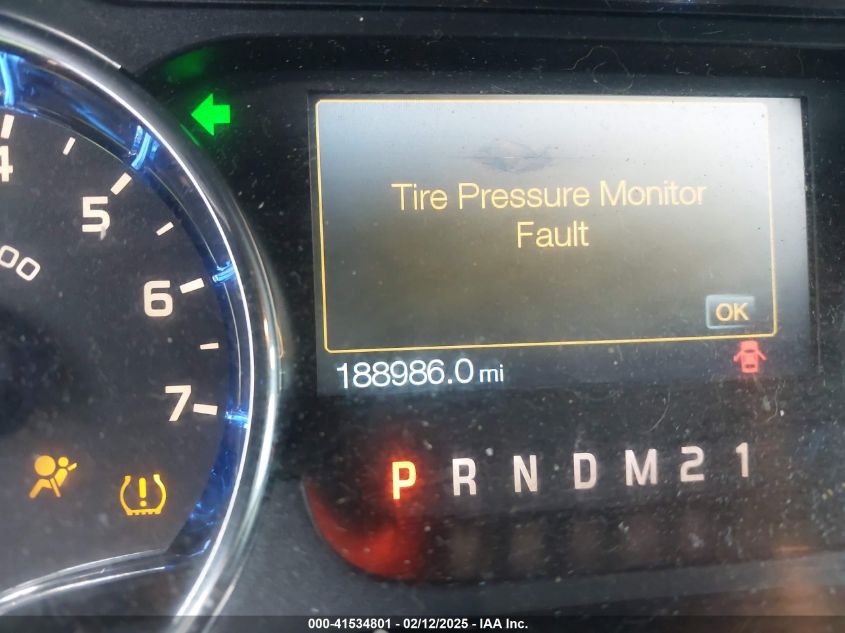 4
5
00
6
7
Tire Pressure Monitor
Fault
OK
188986.0 mi
P R N D M 2 1
000-41534801 - 02/12/2025 - IAA Inc.